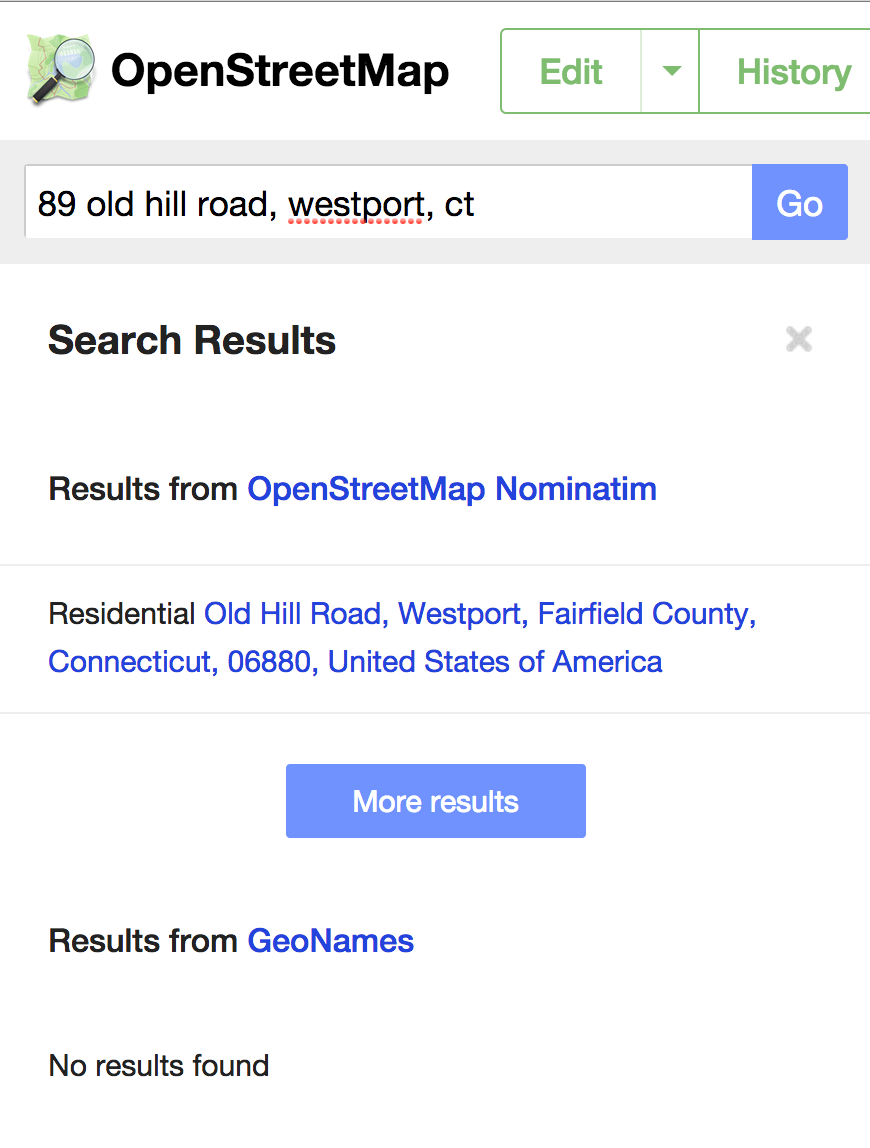 OpenStreetMap
Edit
History
89 old hill road, westport, ct
Go
Search Results
Results from OpenStreetMap Nominatim
Residential Old Hill Road, Westport, Fairfield County,
Connecticut, 06880, United States of America
More results
Results from GeoNames
No results found